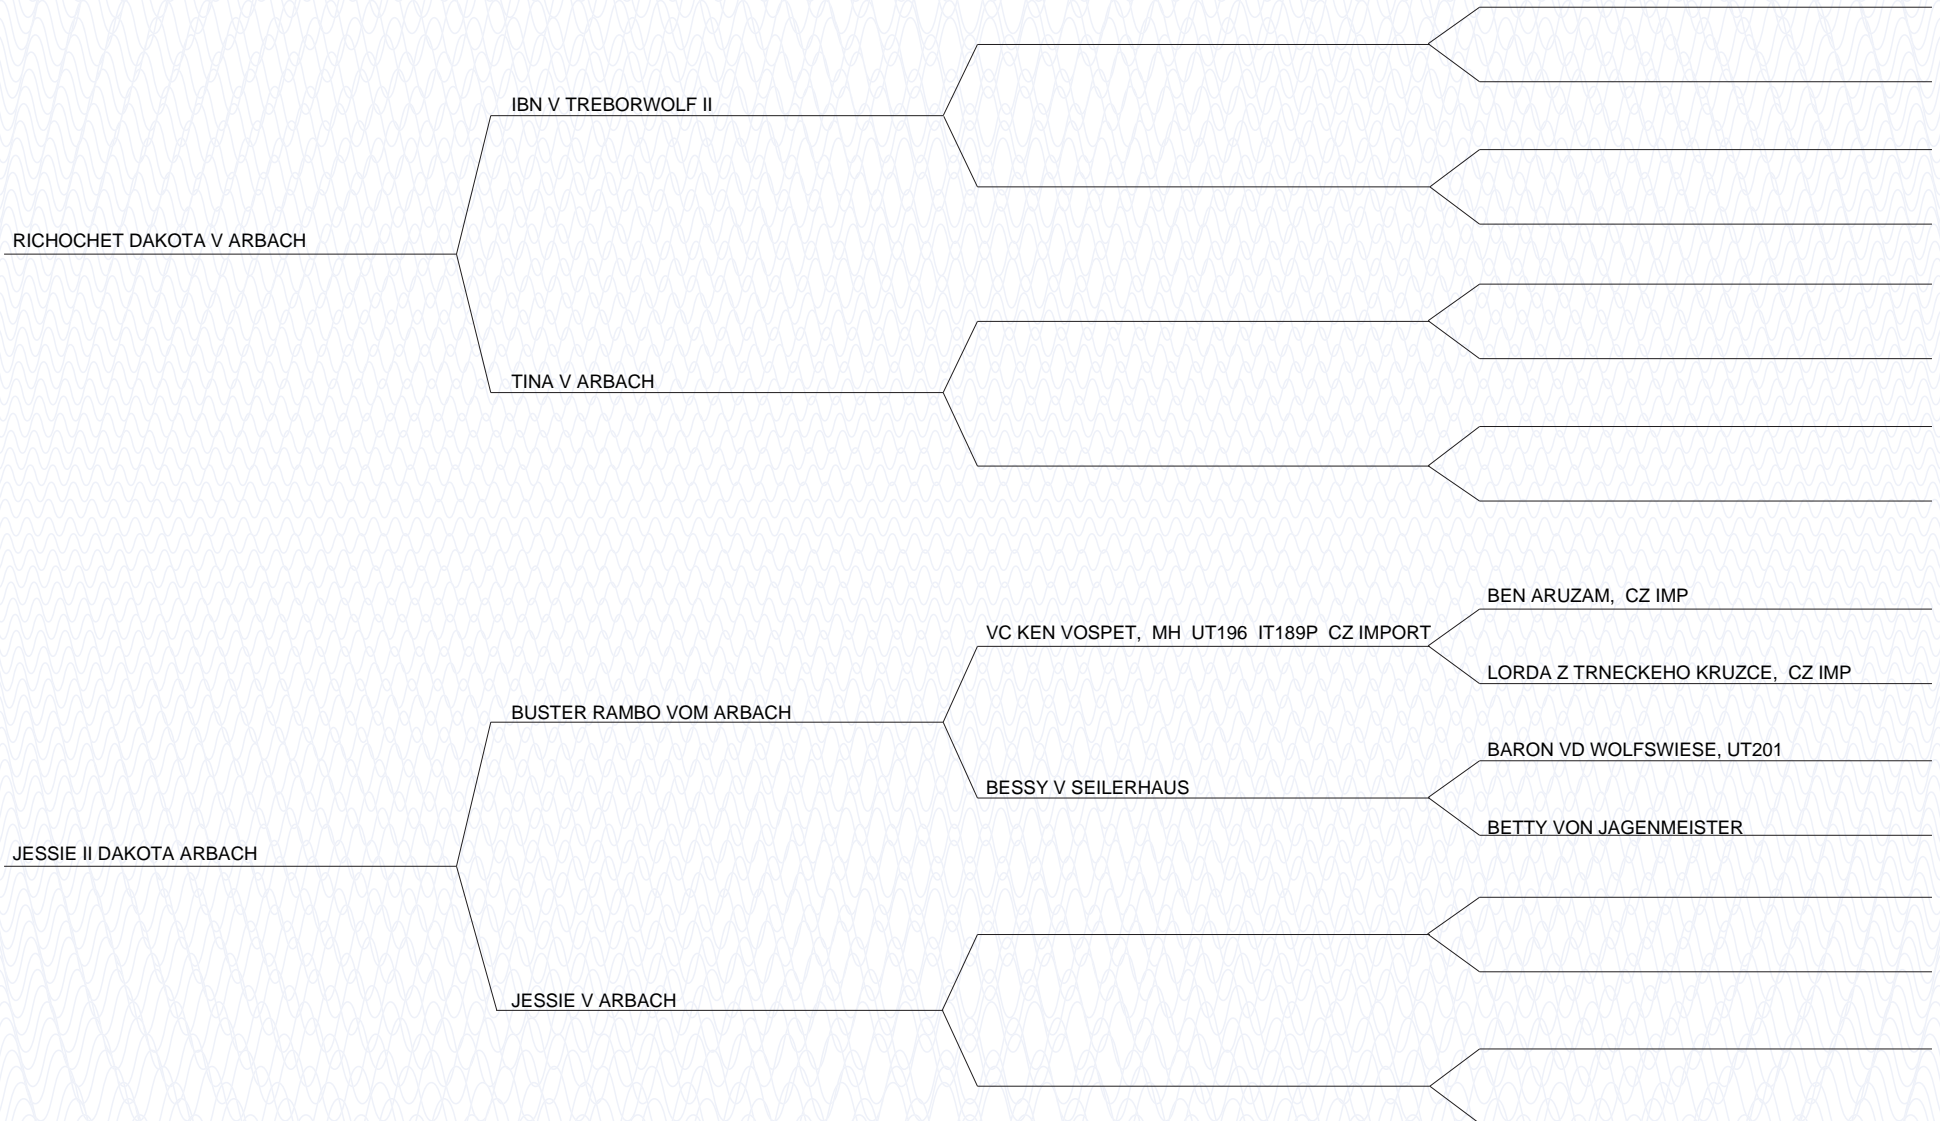 IBN V TREBORWOLF II
RICHOCHET DAKOTA V ARBACH
TINA V ARBACH
BEN ARUZAM, CZ IMP
VC KEN VOSPET, MH UT196 IT189P CZ IMPORT
LORDA Z TRNECKEHO KRUZCE, CZ IMP
BUSTER RAMBO VOM ARBACH
BARON VD WOLFSWIESE, UT201
BESSY V SEILERHAUS
BETTY VON JAGENMEISTER
JESSIE II DAKOTA ARBACH
JESSIE V ARBACH